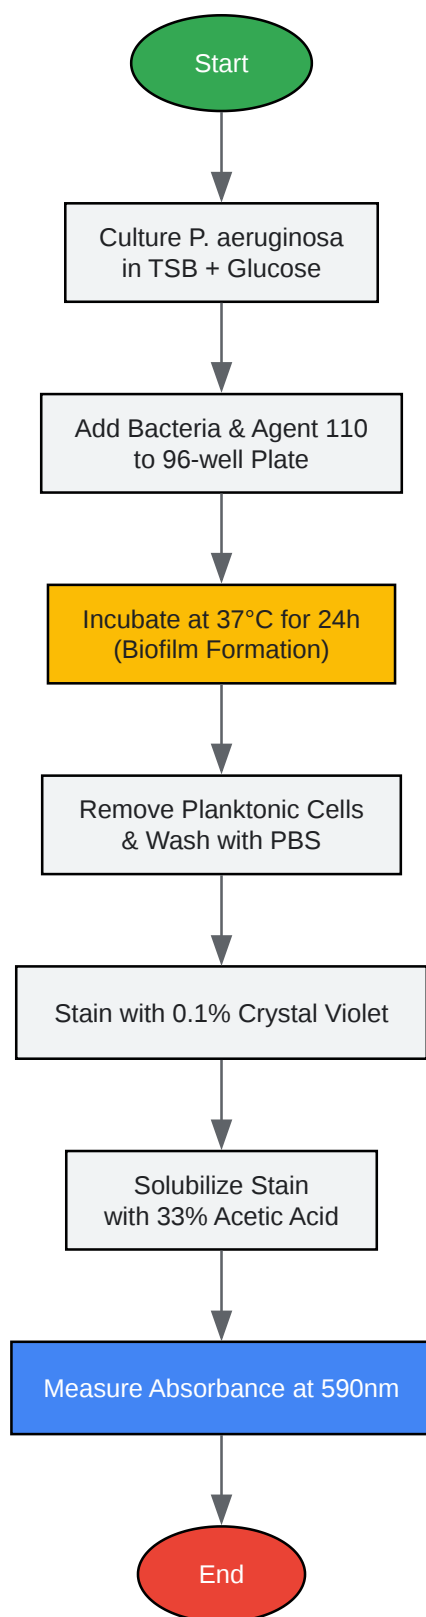 Start
Culture P. aeruginosa
in TSB + Glucose
Add Bacteria & Agent 110
to 96-well Plate
Incubate at 37°C for 24h
(Biofilm Formation)
Remove Planktonic Cells
& Wash with PBS
Stain with 0.1% Crystal Violet
Solubilize Stain
with 33% Acetic Acid
Measure Absorbance at 590nm
End